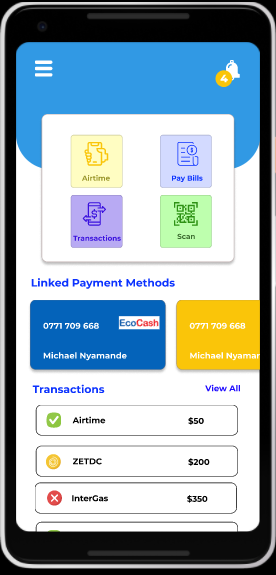 4
Airtime
Pay Bills
Transactions
Scan
Linked Payment Methods
0771 709 668
EcoCash
Michael Nyamande
0771 709 668
Michael Nyaman
Transactions
View All
Airtime
$50
ZETDC
$200
InterGas
$350